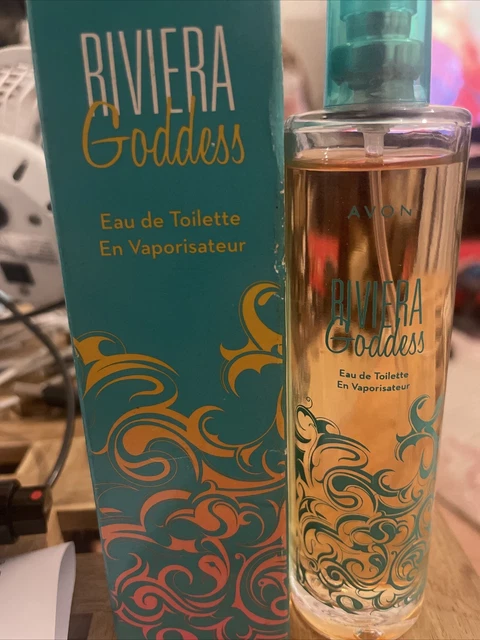 RIVIERA
Goddess
Eau de Toilette
En Vaporisateur
AVON
RIVIERA
Goddess
Eau de Toilette
En Vaporisateur